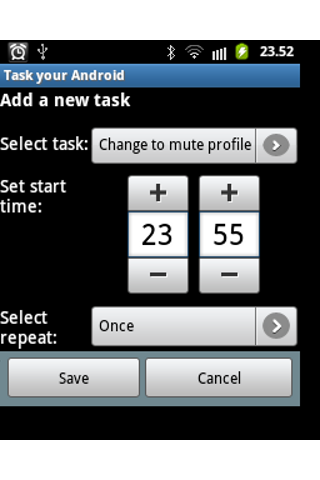 23.52
Task your Android
Add a new task
Select task: Change to mute profile
Set start
time:
+ +
23 55
− −
Select
repeat:
Once
Save Cancel